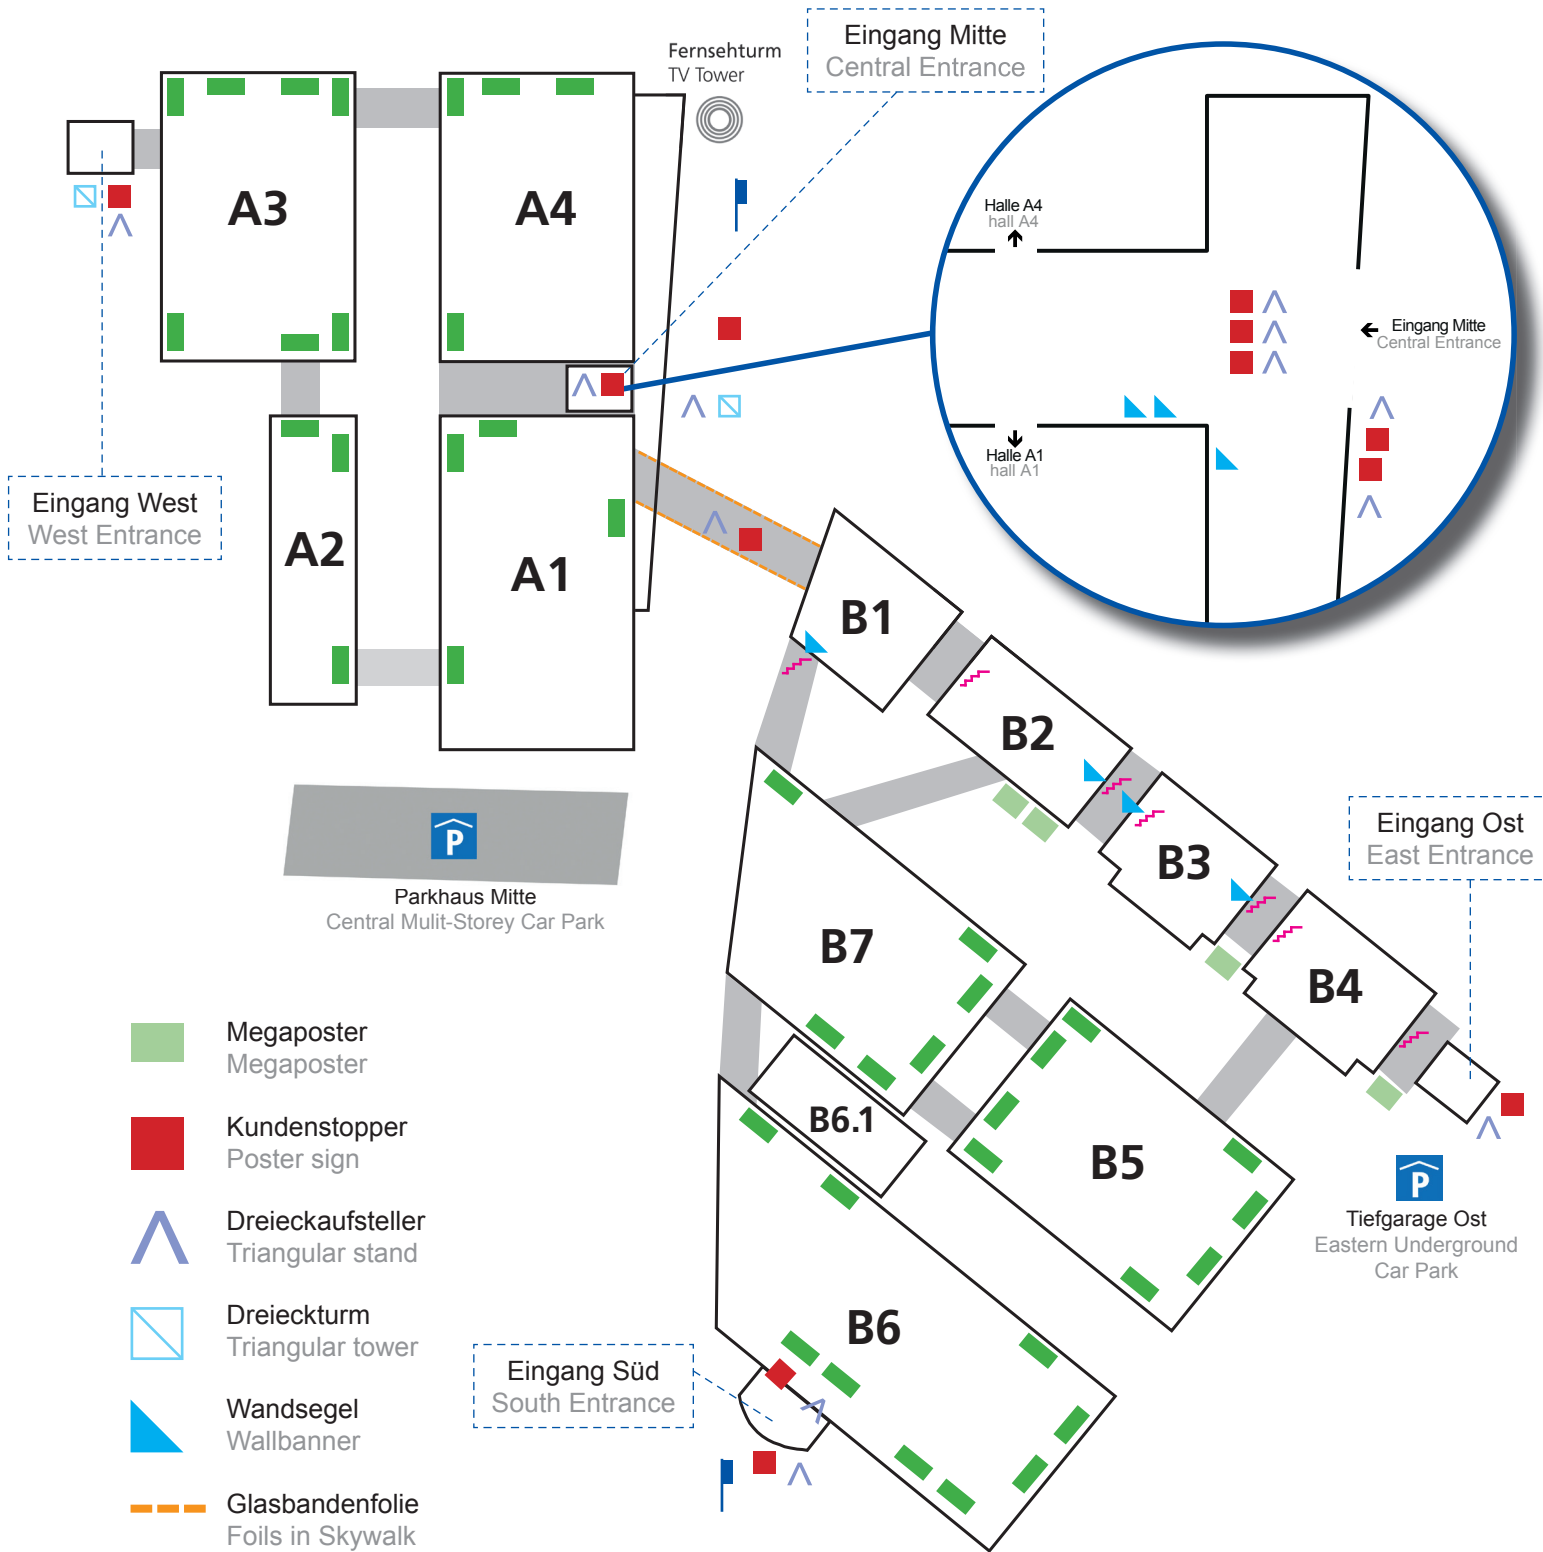 Fernsehturm
TV Tower
Eingang Mitte
Central Entrance
A3
A4
Halle A4
hall A4
Eingang Mitte
Central Entrance
Halle A1
hall A1
Eingang West
West Entrance
A2
A1
B1
B2
B3
B4
Eingang Ost
East Entrance
P
Parkhaus Mitte
Central Mulit-Storey Car Park
B7
B6.1
B5
B6
P
Tiefgarage Ost
Eastern Underground
Car Park
Eingang Süd
South Entrance
Megaposter
Megaposter
Kundenstopper
Poster sign
Dreieckaufsteller
Triangular stand
Dreieckturm
Triangular tower
Wandsegel
Wallbanner
Glasbandenfolie
Foils in Skywalk